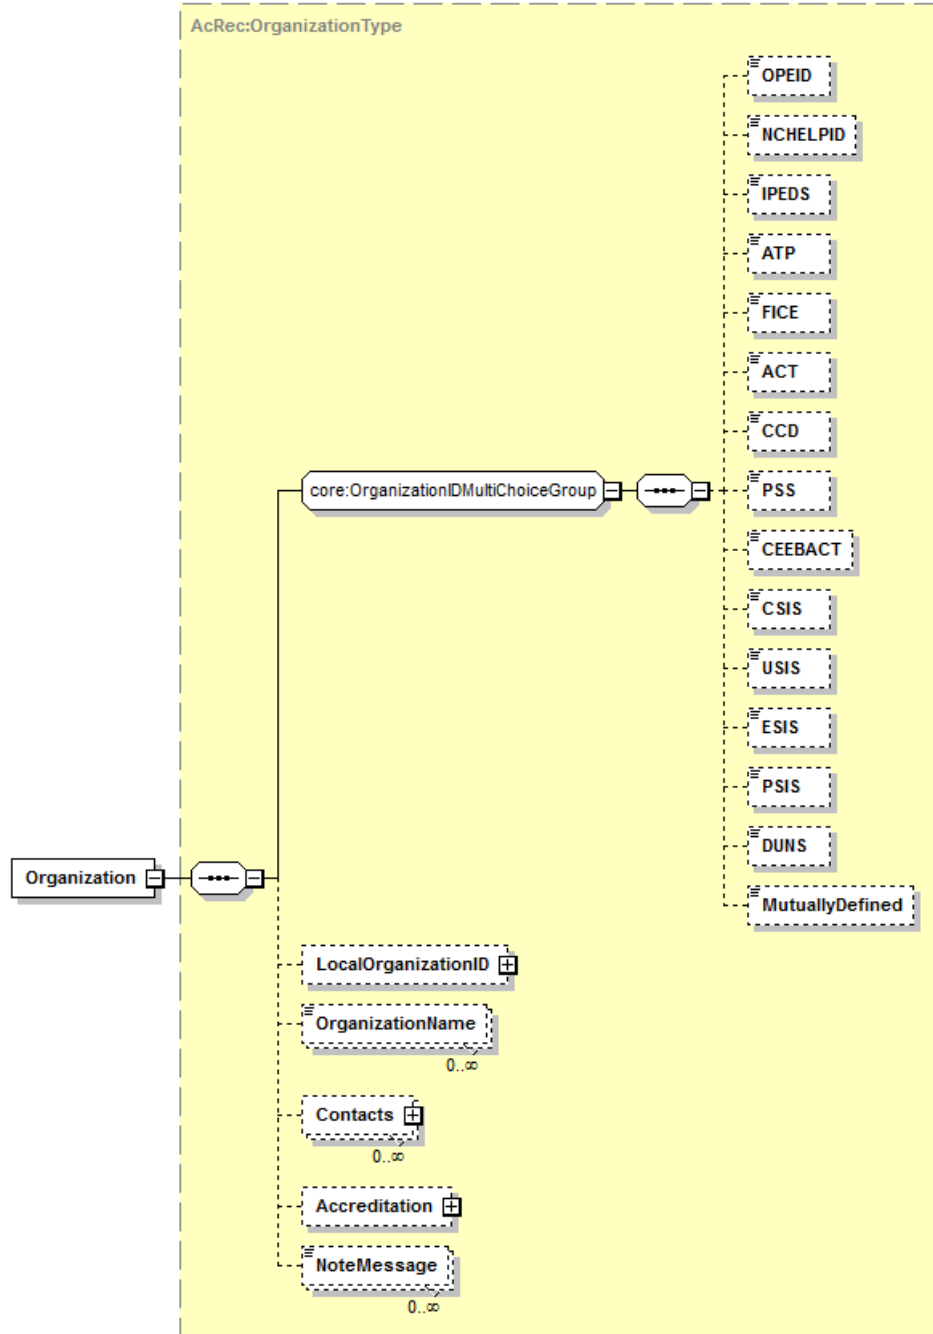 AcRec:OrganizationType
OPEID
NCHELPID
IPEDS
ATP
FICE
ACT
CCD
core:OrganizationIDMultiChoiceGroup
PSS
CEEBACT
CSIS
USIS
ESIS
PSIS
DUNS
Organization
MutuallyDefined
LocalOrganizationID
OrganizationName
0..∞
Contacts
0..∞
Accreditation
NoteMessage
0..∞